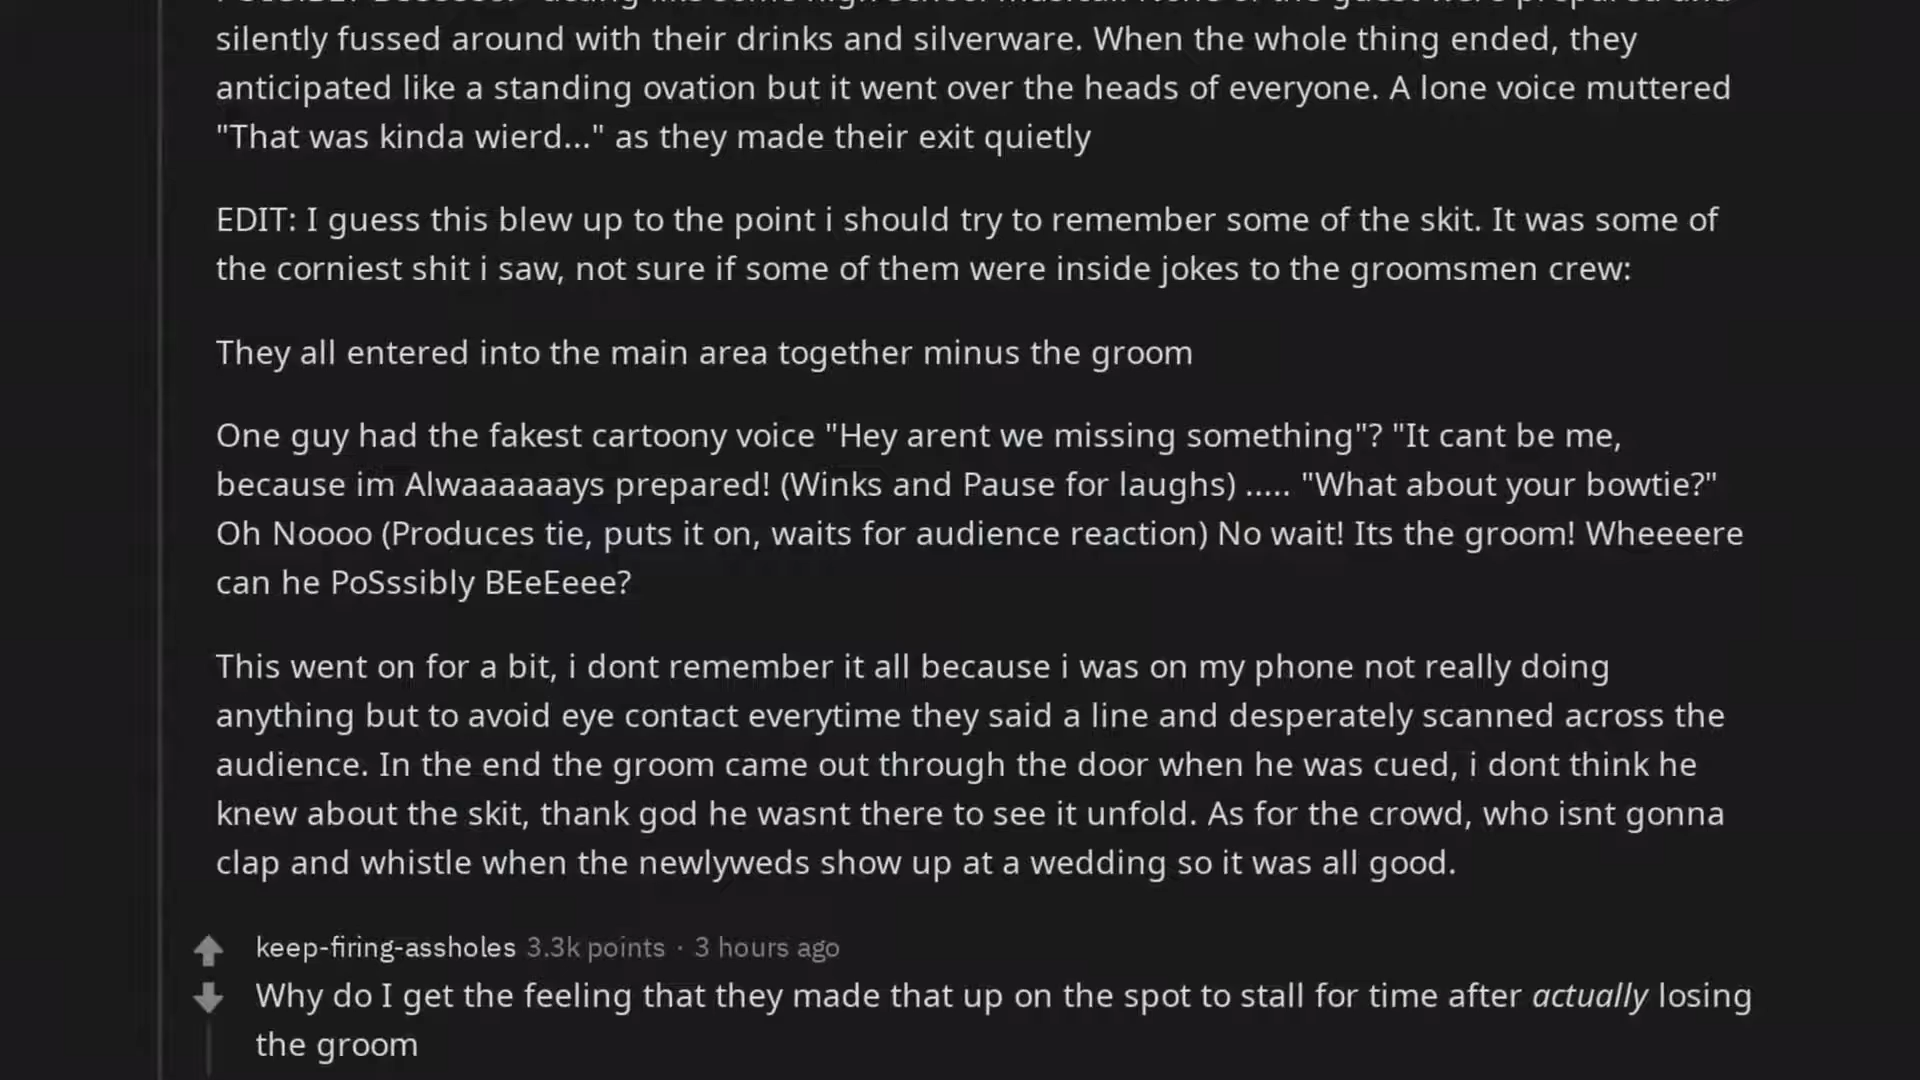 silently fussed around with their drinks and silverware. When the whole thing ended, they
anticipated like a standing ovation but it went over the heads of everyone. A lone voice muttered
"That was kinda wierd..." as they made their exit quietly
EDIT: I guess this blew up to the point i should try to remember some of the skit. It was some of
the corniest shit i saw, not sure if some of them were inside jokes to the groomsmen crew:
They all entered into the main area together minus the groom
One guy had the fakest cartoony voice "Hey arent we missing something"? "It cant be me,
because im Alwaaaaaays prepared! (Winks and Pause for laughs) ..... "What about your bowtie?"
Oh Noooo (Produces tie, puts it on, waits for audience reaction) No wait! Its the groom! Wheeeere
can he PoSssibly BEeEeee?
This went on for a bit, i dont remember it all because i was on my phone not really doing
anything but to avoid eye contact everytime they said a line and desperately scanned across the
audience. In the end the groom came out through the door when he was cued, i dont think he
knew about the skit, thank god he wasnt there to see it unfold. As for the crowd, who isnt gonna
clap and whistle when the newlyweds show up at a wedding so it was all good.
keep-firing-assholes 3.3k points · 3 hours ago
Why do I get the feeling that they made that up on the spot to stall for time after actually losing
the groom